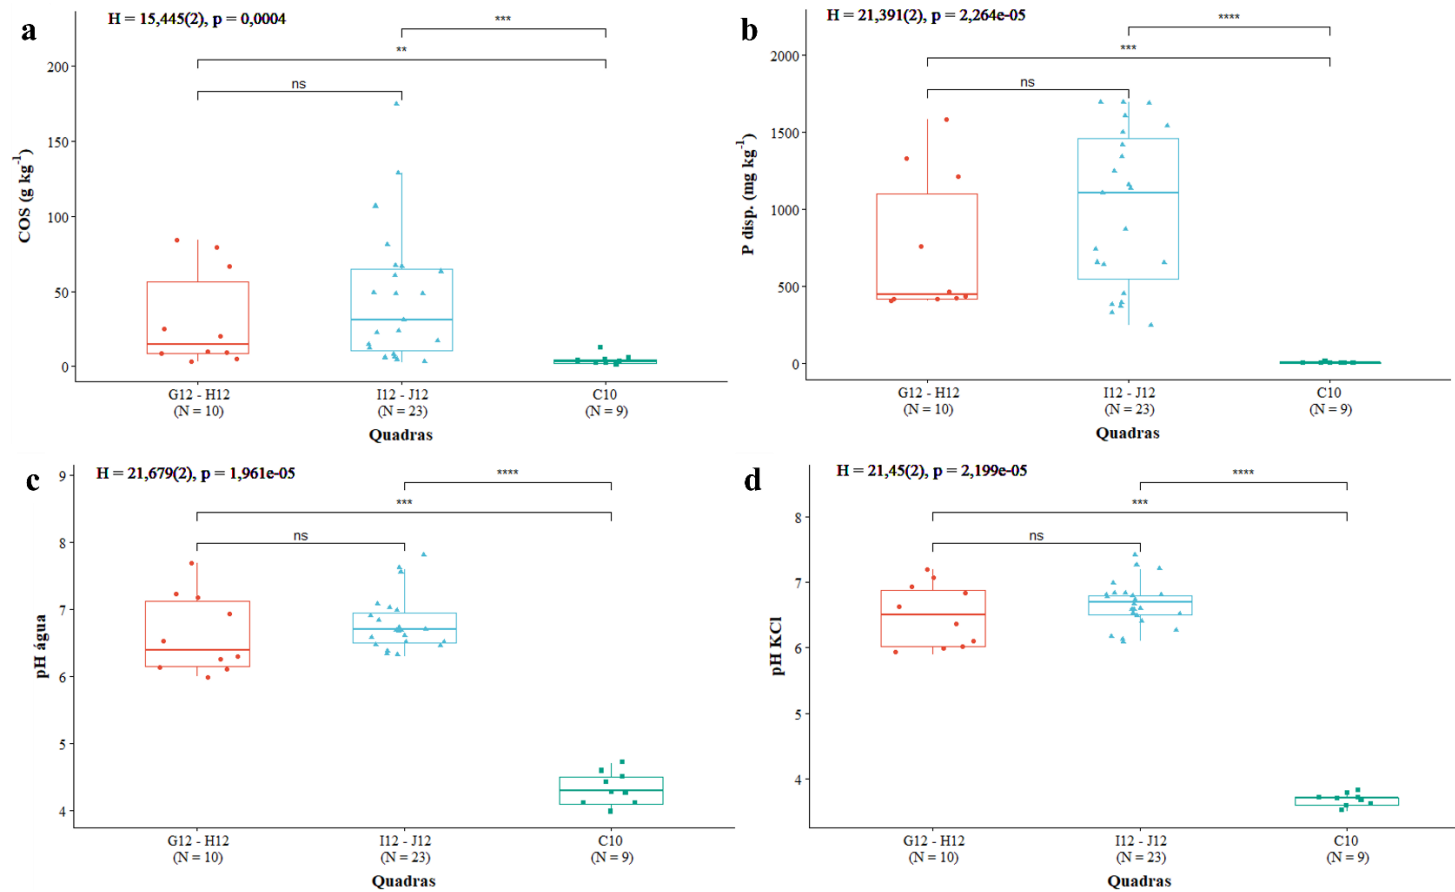 a
H = 15,445(2), p = 0,0004
***
**
ns
200
150
100
50
0
COS (g kg⁻¹)
G12 - H12
(N = 10)
I12 - J12
(N = 23)
C10
(N = 9)
Quadras
b
H = 21,391(2), p = 2,264e-05
****
***
ns
2000
1500
1000
500
0
P disp. (mg kg⁻¹)
G12 - H12
(N = 10)
I12 - J12
(N = 23)
C10
(N = 9)
Quadras
c
H = 21,679(2), p = 1,961e-05
****
***
ns
9
8
7
6
5
4
pH água
G12 - H12
(N = 10)
I12 - J12
(N = 23)
C10
(N = 9)
Quadras
d
H = 21,45(2), p = 2,199e-05
****
***
ns
8
7
6
5
4
pH KCl
G12 - H12
(N = 10)
I12 - J12
(N = 23)
C10
(N = 9)
Quadras